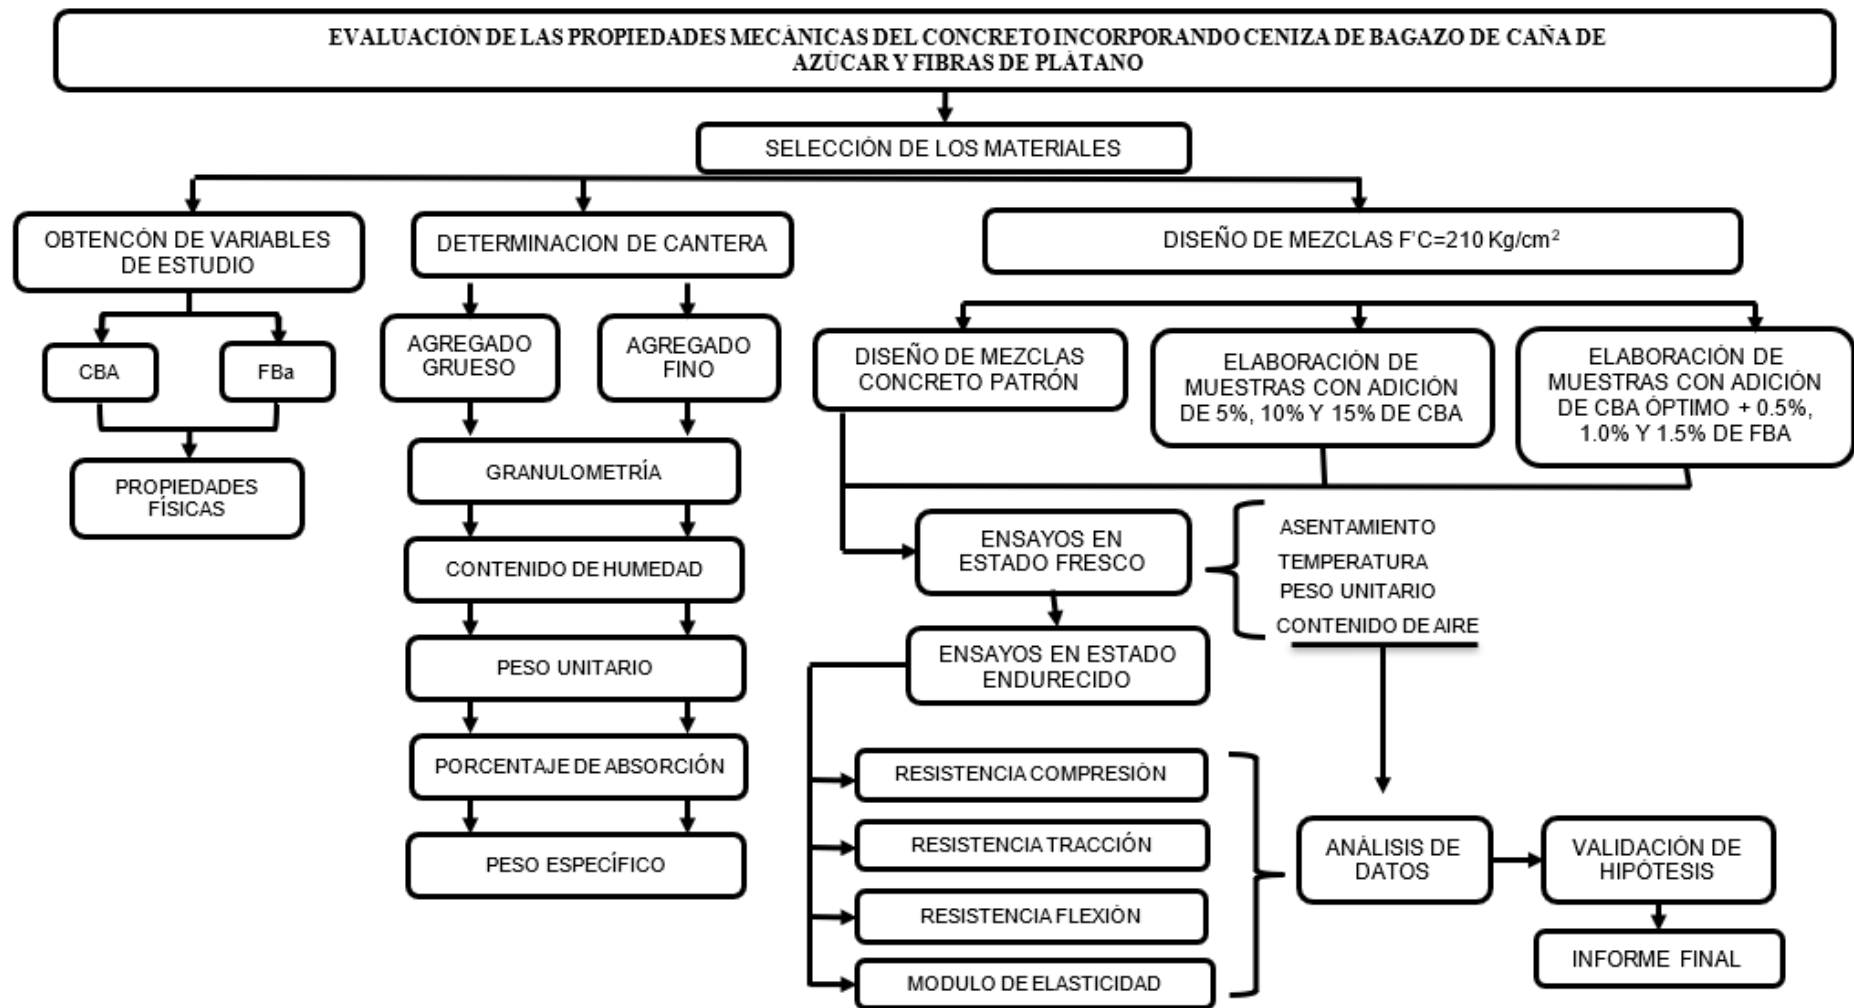 EVALUACIÓN DE LAS PROPIEDADES MECÁNICAS DEL CONCRETO INCORPORANDO CENIZA DE BAGAZO DE CAÑA DE
AZÚCAR Y FIBRAS DE PLÁTANO
SELECCIÓN DE LOS MATERIALES
OBTENCÓN DE VARIABLES
DE ESTUDIO
DETERMINACION DE CANTERA
DISEÑO DE MEZCLAS F'C=210 Kg/cm²
CBA
FBa
PROPIEDADES
FÍSICAS
AGREGADO
GRUESO
AGREGADO
FINO
GRANULOMETRÍA
CONTENIDO DE HUMEDAD
PESO UNITARIO
PORCENTAJE DE ABSORCIÓN
PESO ESPECÍFICO
DISEÑO DE MEZCLAS
CONCRETO PATRÓN
ELABORACIÓN DE
MUESTRAS CON ADICIÓN
DE 5%, 10% Y 15% DE CBA
ELABORACIÓN DE
MUESTRAS CON ADICIÓN
DE CBA ÓPTIMO + 0.5%,
1.0% Y 1.5% DE FBA
ENSAYOS EN
ESTADO FRESCO
ASENTAMIENTO
TEMPERATURA
PESO UNITARIO
CONTENIDO DE AIRE
ENSAYOS EN ESTADO
ENDURECIDO
RESISTENCIA COMPRESIÓN
RESISTENCIA TRACCIÓN
RESISTENCIA FLEXIÓN
MODULO DE ELASTICIDAD
ANÁLISIS DE
DATOS
VALIDACIÓN DE
HIPÓTESIS
INFORME FINAL